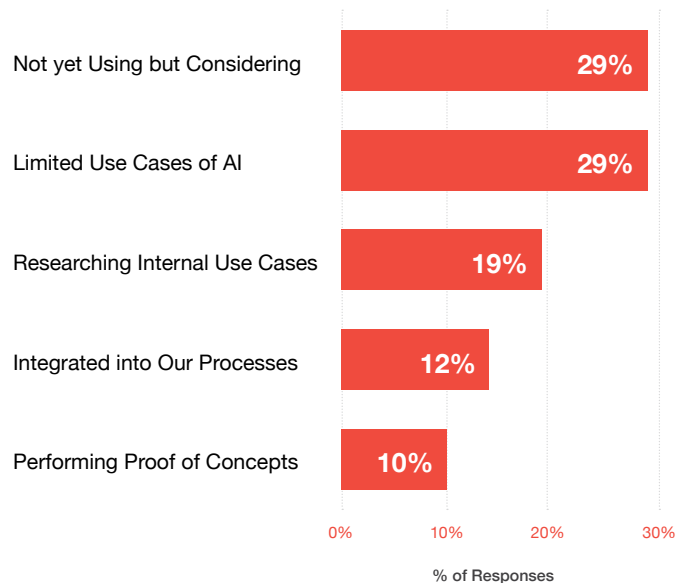 Not yet Using but Considering
29%
Limited Use Cases of AI
29%
Researching Internal Use Cases
19%
Integrated into Our Processes
12%
Performing Proof of Concepts
10%
0%
10%
20%
30%
% of Responses